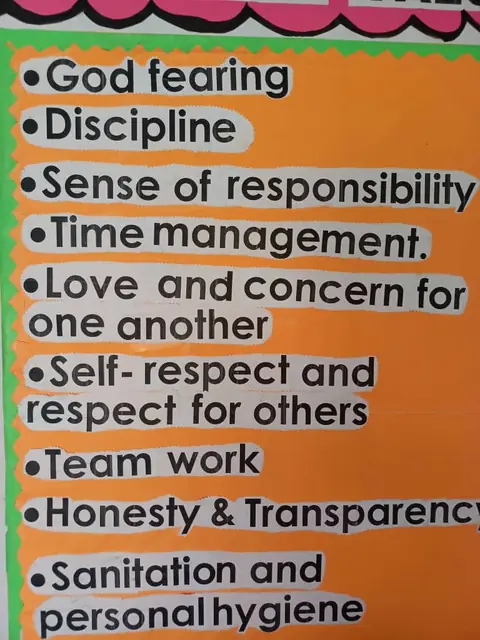 •God fearing
•Discipline
•Sense of responsibility
•Time management.
•Love and concern for
one another
•Self- respect and
respect for others
•Team work
•Honesty & Transparency
•Sanitation and
personal hygiene